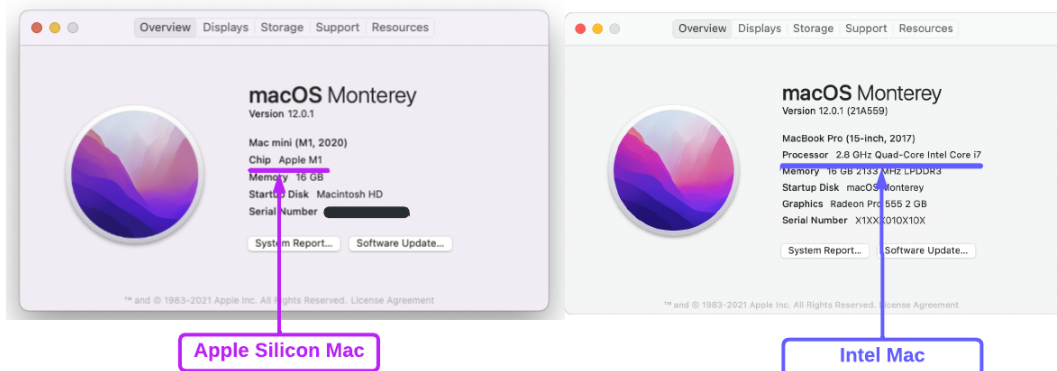 Overview Displays Storage Support Resources
macOS Monterey
Version 12.0.1
Mac mini (M1, 2020)
Chip Apple M1
Memory 16 GB
Startup Disk Macintosh HD
Serial Number
System Report... Software Update...
™ and © 1983-2021 Apple Inc. All Rights Reserved. License Agreement
Apple Silicon Mac
Overview Displays Storage Support Resources
macOS Monterey
Version 12.0.1 (21A559)
MacBook Pro (15-inch, 2017)
Processor 2.8 GHz Quad-Core Intel Core i7
Memory 16 GB 2133 MHz LPDDR3
Startup Disk macOS Monterey
Graphics Radeon Pro 555 2 GB
Serial Number X1XXX010X10X
System Report... Software Update...
™ and © 1983-2021 Apple Inc. All Rights Reserved. License Agreement
Intel Mac